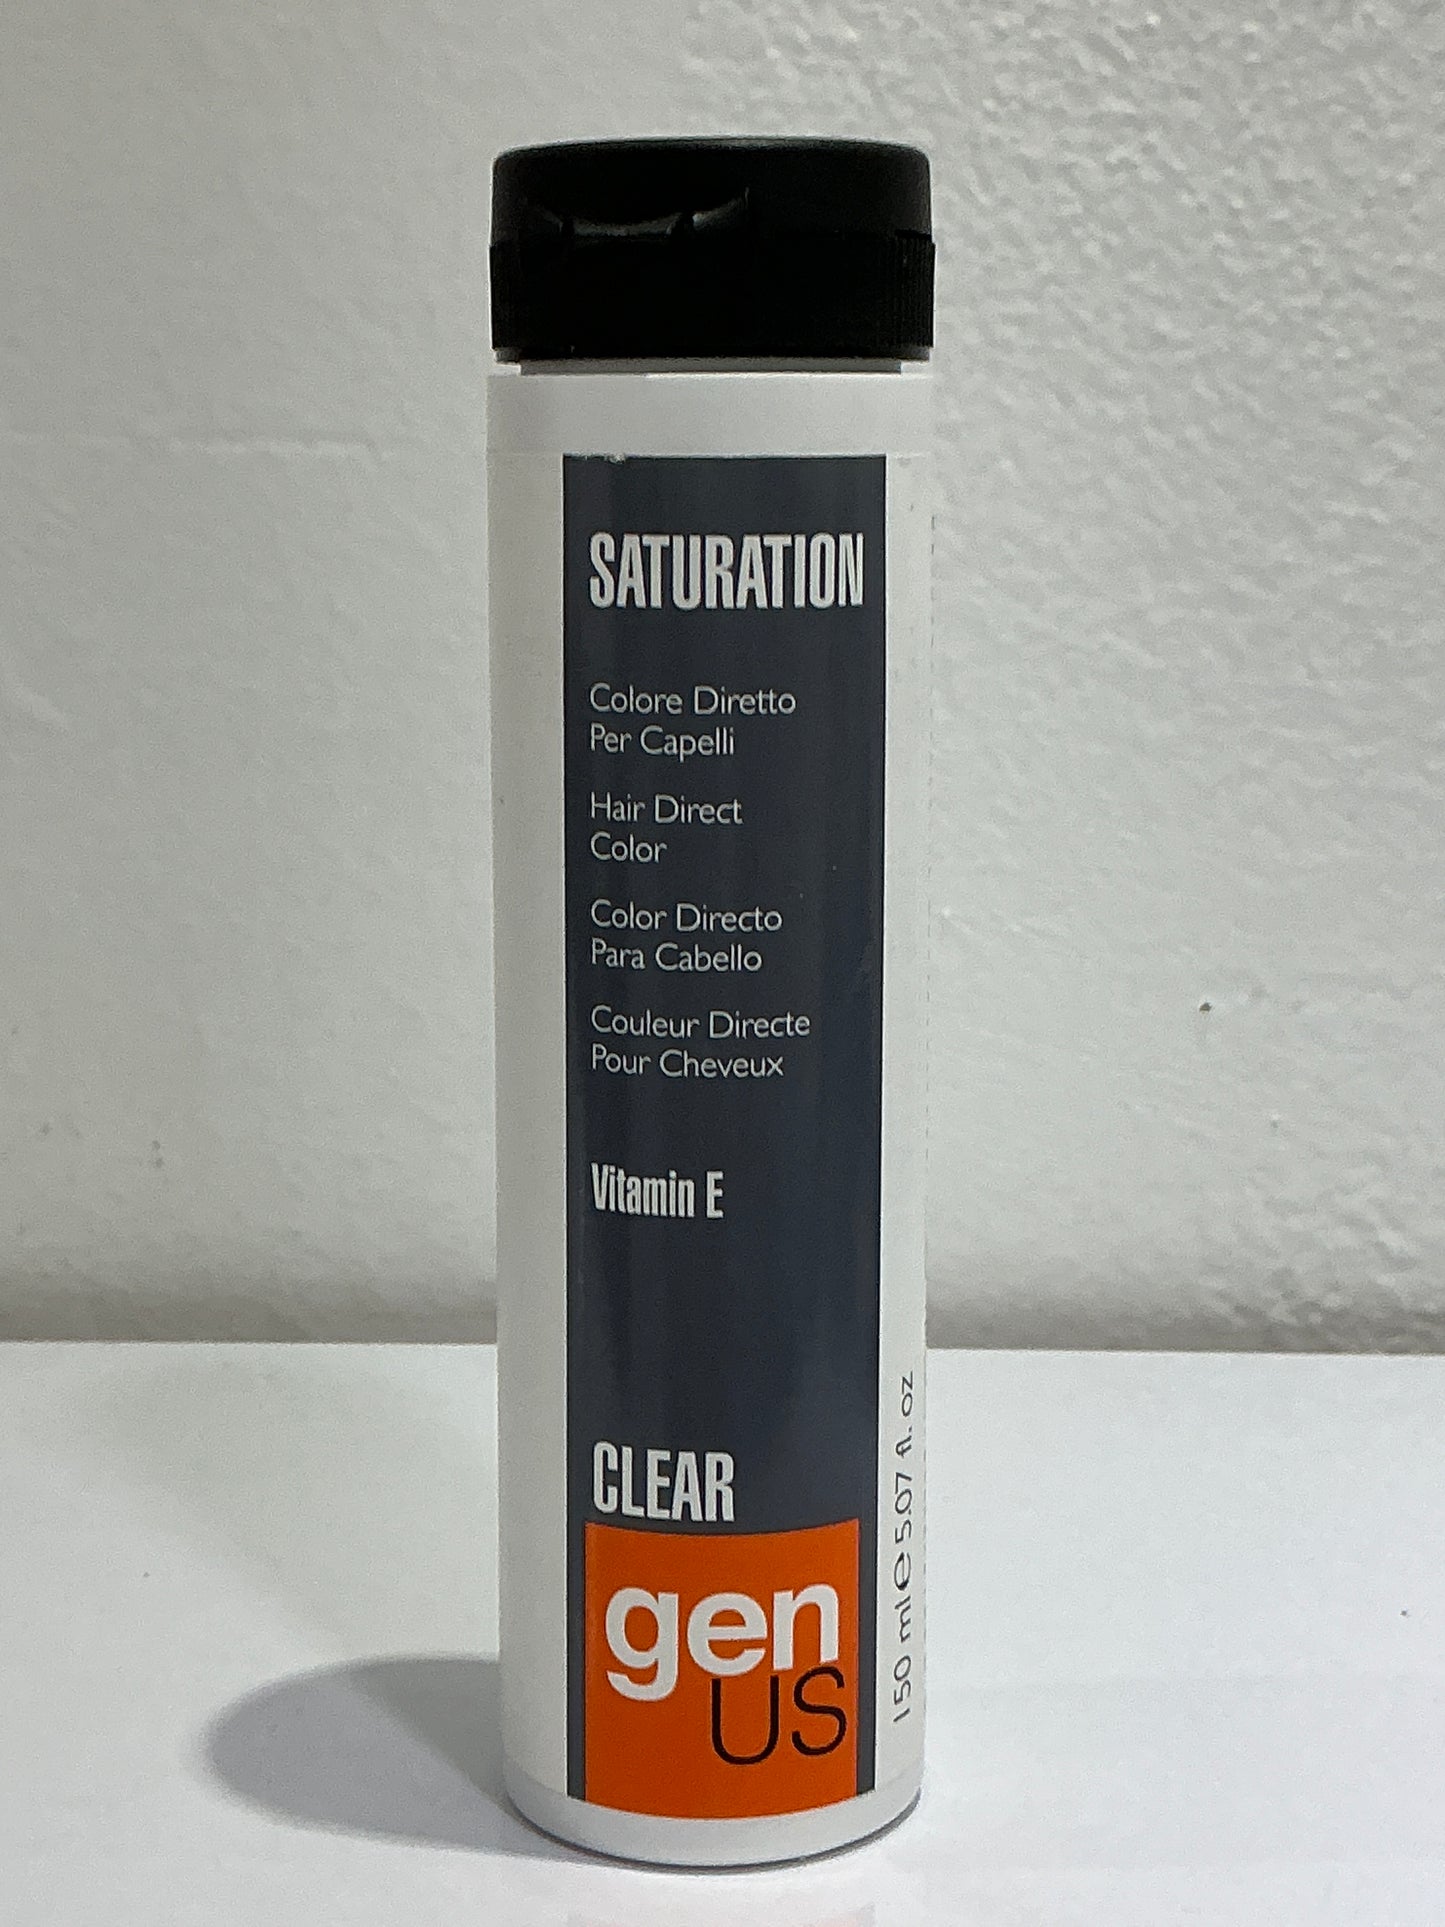 SATURATION
Colore Diretto
Per Capelli
Hair Direct
Color
Color Directo
Para Cabello
Couleur Directe
Pour Cheveux
Vitamin E
CLEAR
gen
US
150 ml ℮ 5.07 fl. oz